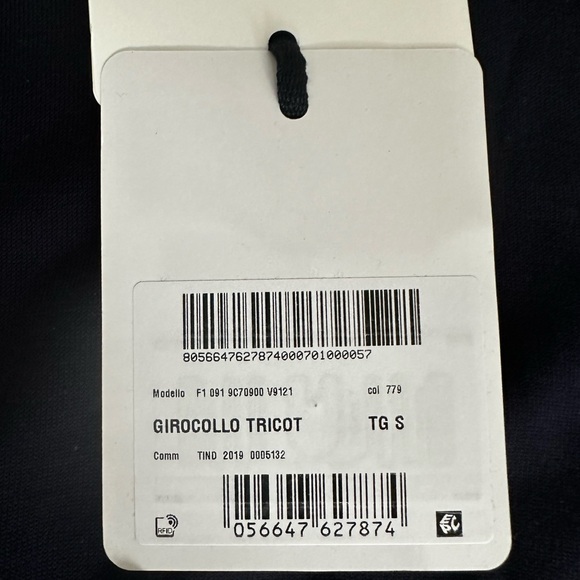 8056647627874000701000057
Modello F1 091 9C70900 V9121 col 779
GIROCOLLO TRICOT TG S
Comm TIND 2019 0005132
RFID
056647 627874